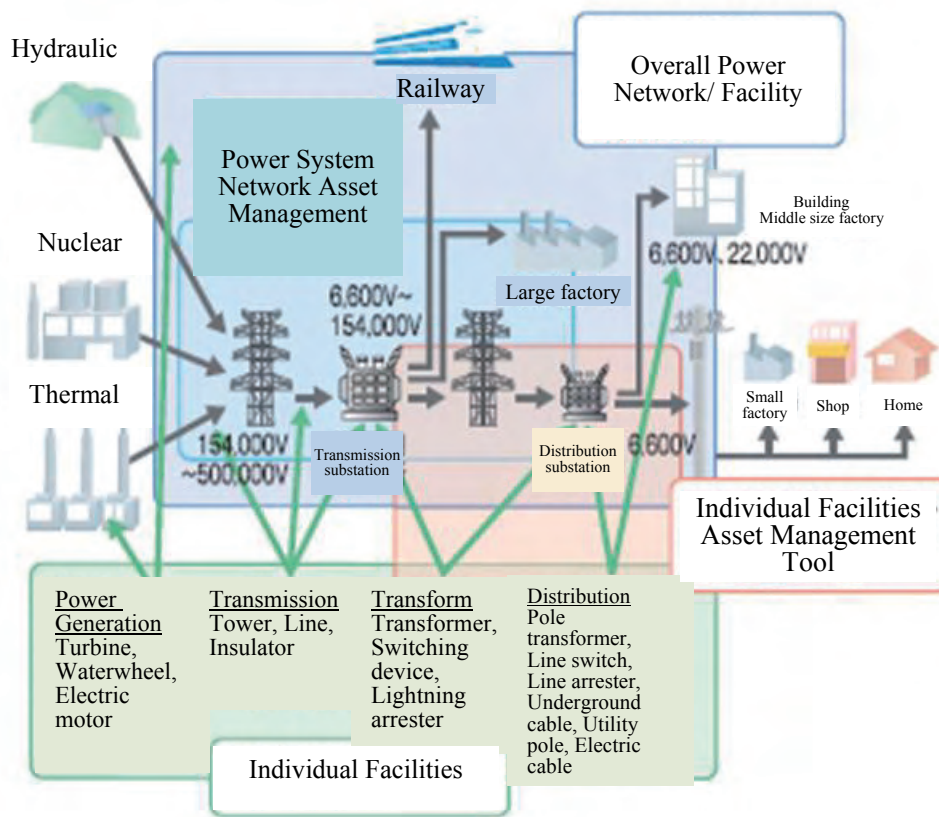 Hydraulic
Railway
Overall Power
Network/ Facility
Power System
Network Asset
Management
Building
Middle size factory
6,600V、22,000V
Nuclear
Large factory
6,600V~
154,000V
Thermal
Small
factory
Shop
Home
154,000V
~500,000V
Transmission
substation
Distribution
substation
6,600V
Individual Facilities
Asset Management
Tool
Power
Generation
Turbine,
Waterwheel,
Electric
motor
Transmission
Tower, Line,
Insulator
Transform
Transformer,
Switching
device,
Lightning
arrester
Distribution
Pole
transformer,
Line switch,
Line arrester,
Underground
cable, Utility
pole, Electric
cable
Individual Facilities